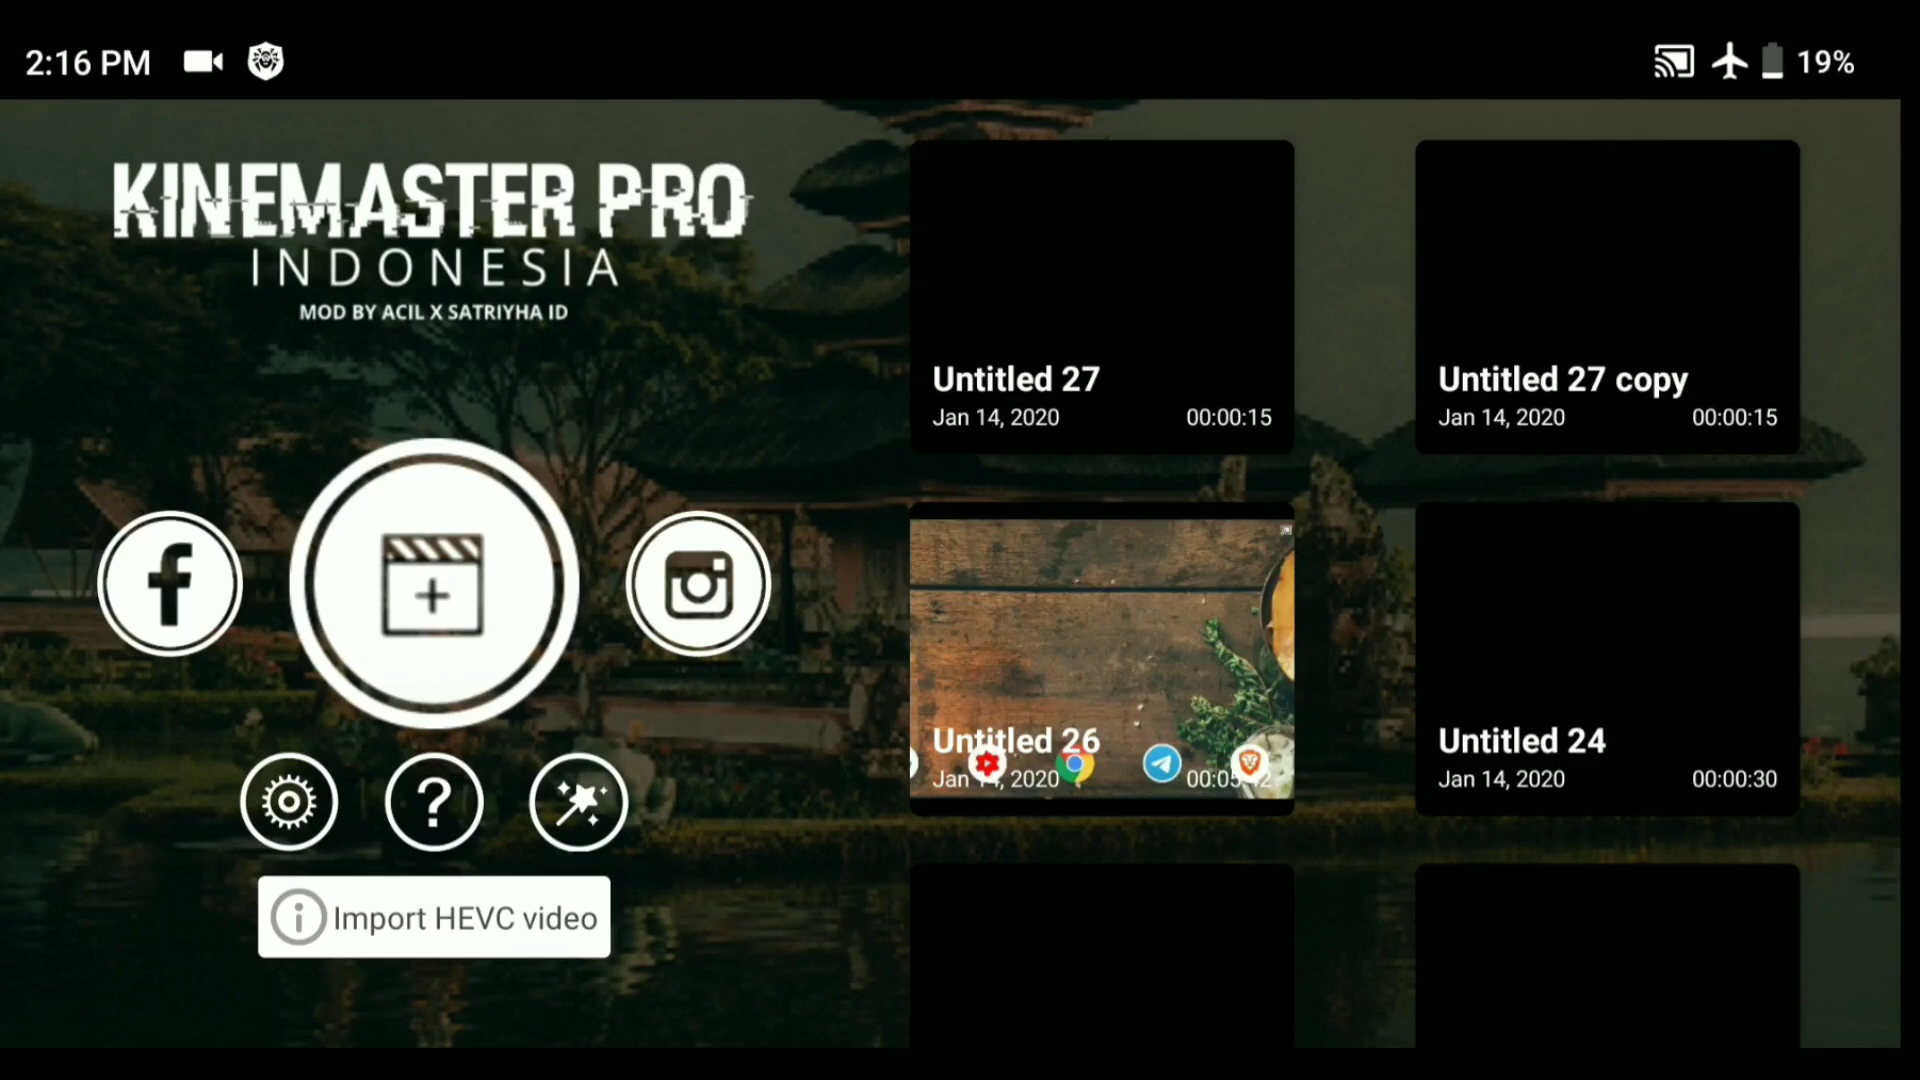 2:16 PM
19%
KINEMASTER PRO
INDONESIA
MOD BY ACIL X SATRIYHA ID
Import HEVC video
Untitled 27
Jan 14, 2020 00:00:15
Untitled 27 copy
Jan 14, 2020 00:00:15
Untitled 26
Jan 14, 2020
Untitled 24
Jan 14, 2020 00:00:30